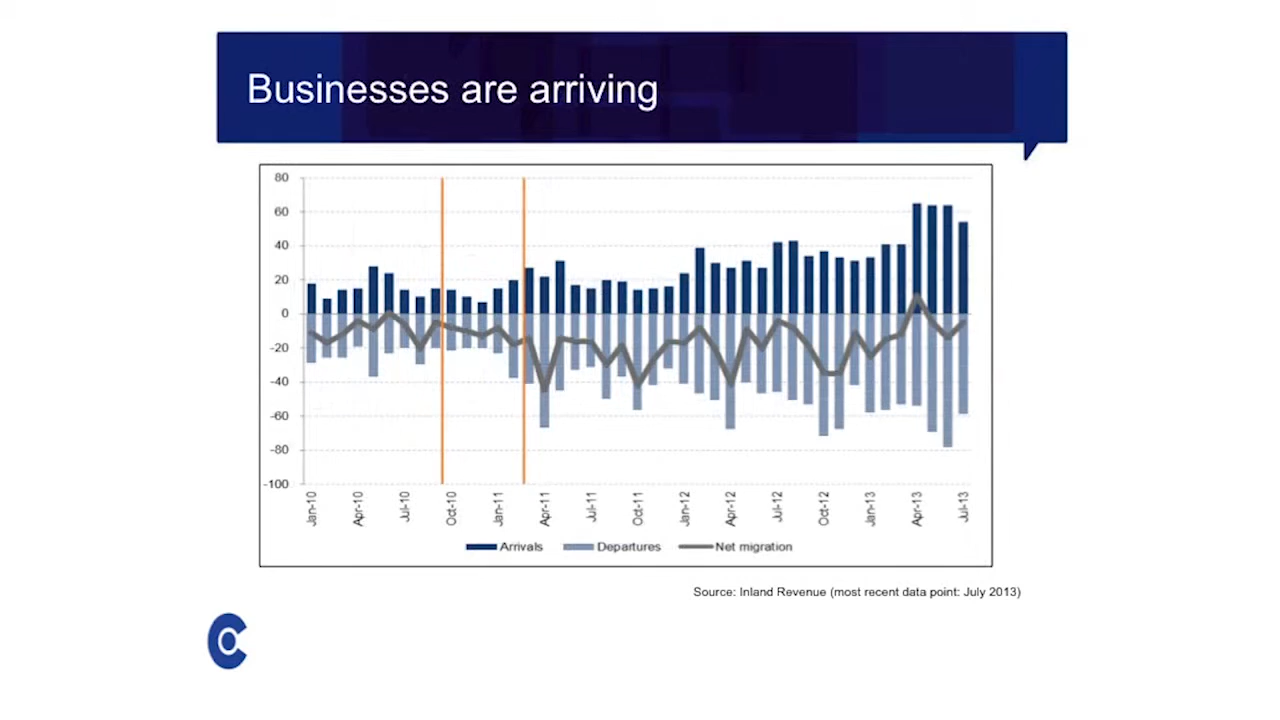 Businesses are arriving
80
60
40
20
0
-20
-40
-60
-80
-100
Jan-10 Apr-10 Jul-10 Oct-10 Jan-11 Apr-11 Jul-11 Oct-11 Jan-12 Apr-12 Jul-12 Oct-12 Jan-13 Apr-13 Jul-13
Arrivals Departures Net migration
Source: Inland Revenue (most recent data point: July 2013)